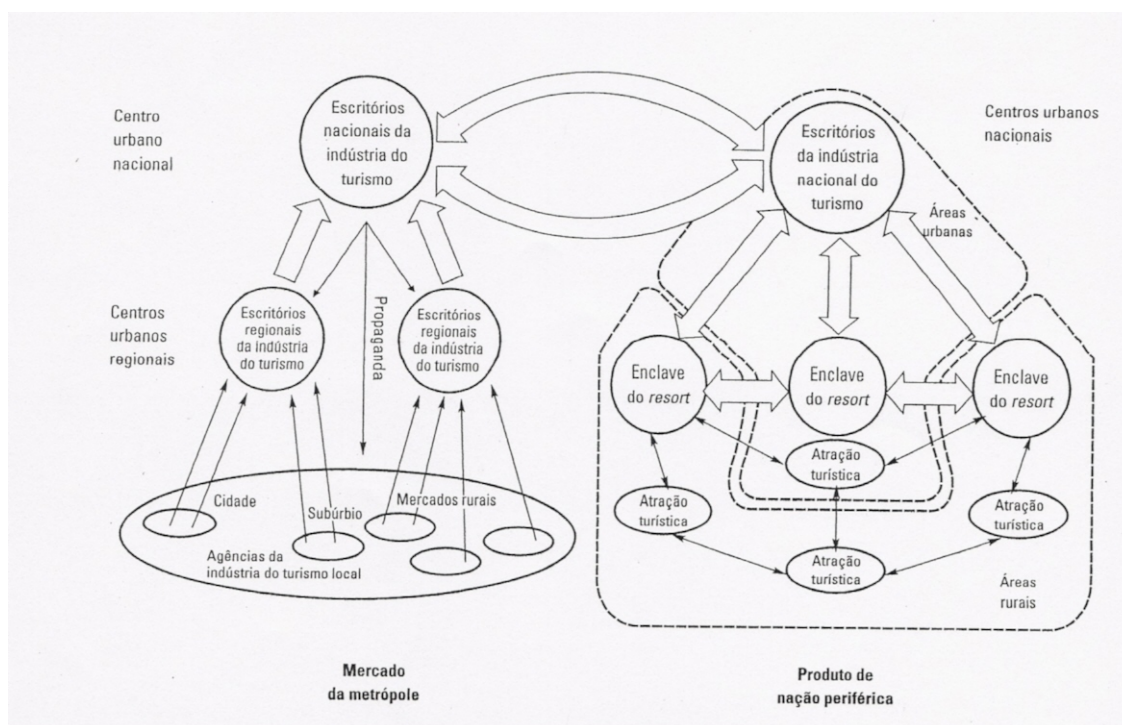 Centro
urbano
nacional
Escritórios
nacionais da
indústria do
turismo
Escritórios
da indústria
nacional do
turismo
Centros urbanos
nacionais
Áreas
urbanas
Centros
urbanos
regionais
Escritórios
regionais
da indústria
do turismo
Propaganda
Escritórios
regionais
da indústria
do turismo
Enclave
do resort
Enclave
do resort
Enclave
do resort
Cidade
Subúrbio
Mercados rurais
Agências da
indústria do turismo local
Atração
turística
Atração
turística
Atração
turística
Atração
turística
Áreas
rurais
Mercado
da metrópole
Produto de
nação periférica